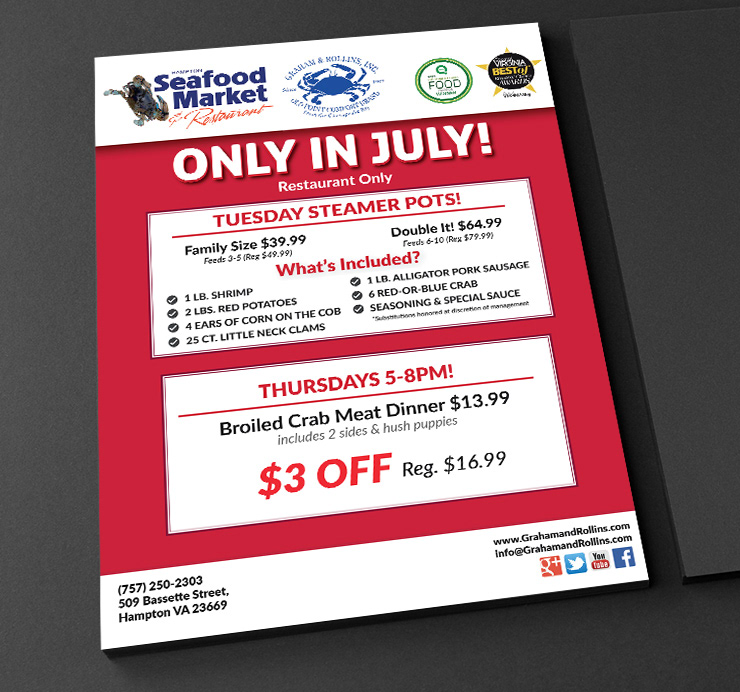 HAMPTON
Seafood
Market
& Restaurant
GRAHAM & ROLLINS, INC.
OLD POINT COMFORT BRAND
FOOD
VIRGINIA
BEST of
AWARDS
ONLY IN JULY!
Restaurant Only
TUESDAY STEAMER POTS!
Family Size $39.99
Feeds 3-5 (Reg $49.99)
Double It! $64.99
Feeds 6-10 (Reg $79.99)
What's Included?
1 LB. SHRIMP
2 LBS. RED POTATOES
4 EARS OF CORN ON THE COB
25 CT. LITTLE NECK CLAMS
1 LB. ALLIGATOR PORK SAUSAGE
6 RED-OR-BLUE CRAB
SEASONING & SPECIAL SAUCE
*Substitutions honored at discretion of management
THURSDAYS 5-8PM!
Broiled Crab Meat Dinner $13.99
includes 2 sides & hush puppies
$3 OFF Reg. $16.99
(757) 250-2303
509 Bassette Street,
Hampton VA 23669
www.GrahamandRollins.com
Info@GrahamandRollins.com
g+
You
Tube
f